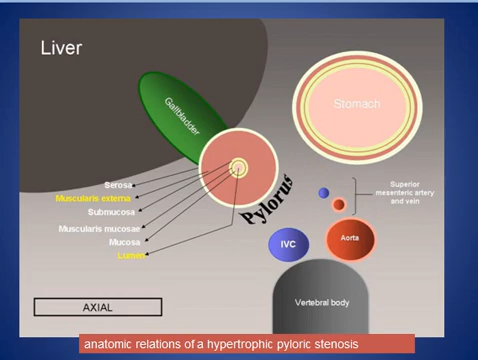 Liver
Gallbladder
Stomach
Pylorus
Serosa
Muscularis externa
Submucosa
Muscularis mucosae
Mucosa
Lumen
Superior
mesenteric artery
and vein
IVC
Aorta
Vertebral body
AXIAL
anatomic relations of a hypertrophic pyloric stenosis